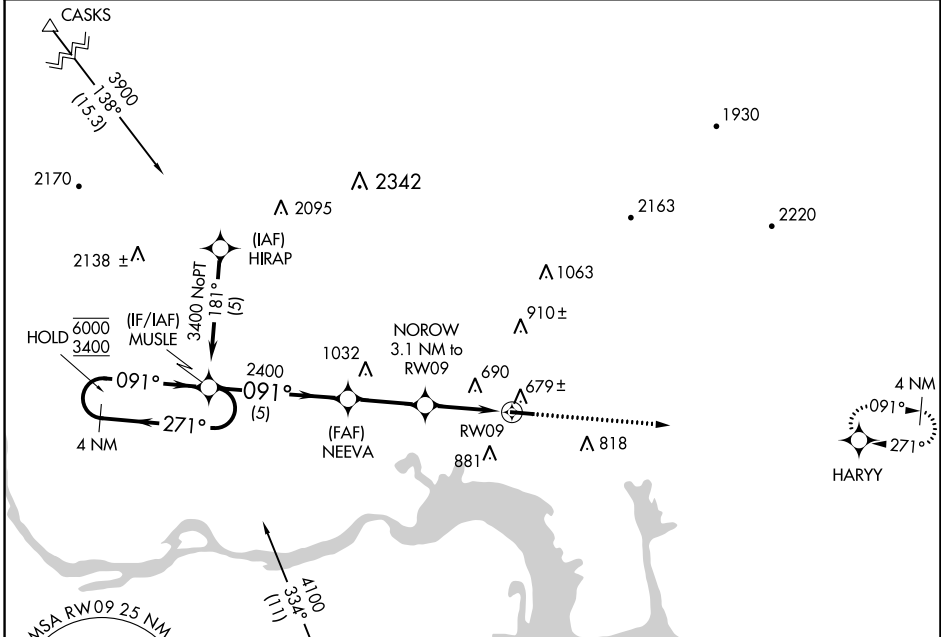 CASKS
3900
138°
(15.3)
1930
2170
2342
2095
2163
2220
(IAF)
HIRAP
2138 ±
1063
3400 NoPT
181°
(5)
910±
HOLD
6000
3400
(IF/IAF)
MUSLE
NOROW
3.1 NM to
RW09
1032
2400
091°
091°
(5)
690
679±
4 NM
091°
271°
4 NM
271°
(FAF)
NEEVA
RW09
881
818
HARYY
4100
334°
(11)
MSA RW09 25 NM